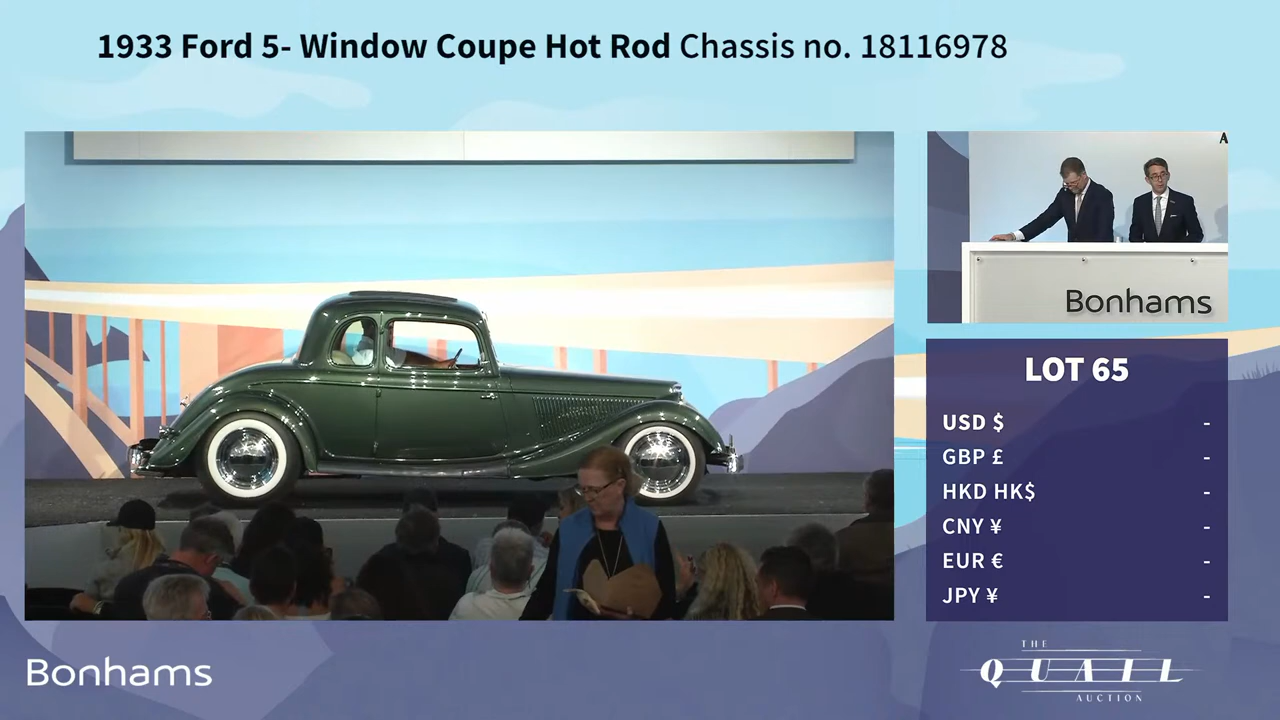 1933 Ford 5- Window Coupe Hot Rod Chassis no. 18116978
A
Bonhams
LOT 65
USD $ -
GBP £ -
HKD HK$ -
CNY ¥ -
EUR € -
JPY ¥ -
Bonhams
THE
QUAIL
AUCTION